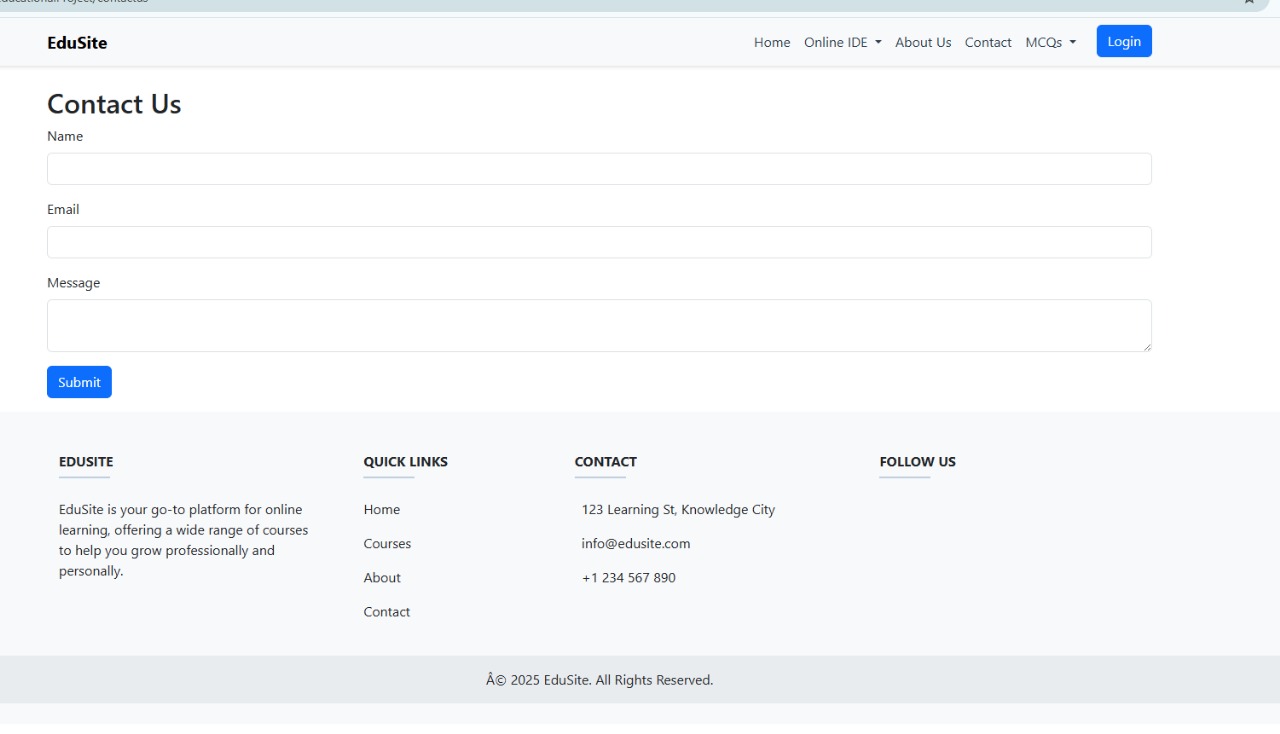 EduSite
Home Online IDE About Us Contact MCQs Login
Contact Us
Name
Email
Message
Submit
EDUSITE
EduSite is your go-to platform for online
learning, offering a wide range of courses
to help you grow professionally and
personally.
QUICK LINKS
Home
Courses
About
Contact
CONTACT
123 Learning St, Knowledge City
info@edusite.com
+1 234 567 890
FOLLOW US
Â© 2025 EduSite. All Rights Reserved.